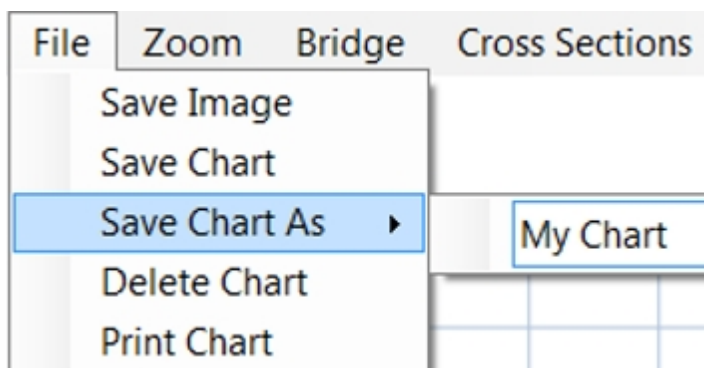 File Zoom Bridge Cross Sections
Save Image
Save Chart
Save Chart As My Chart
Delete Chart
Print Chart